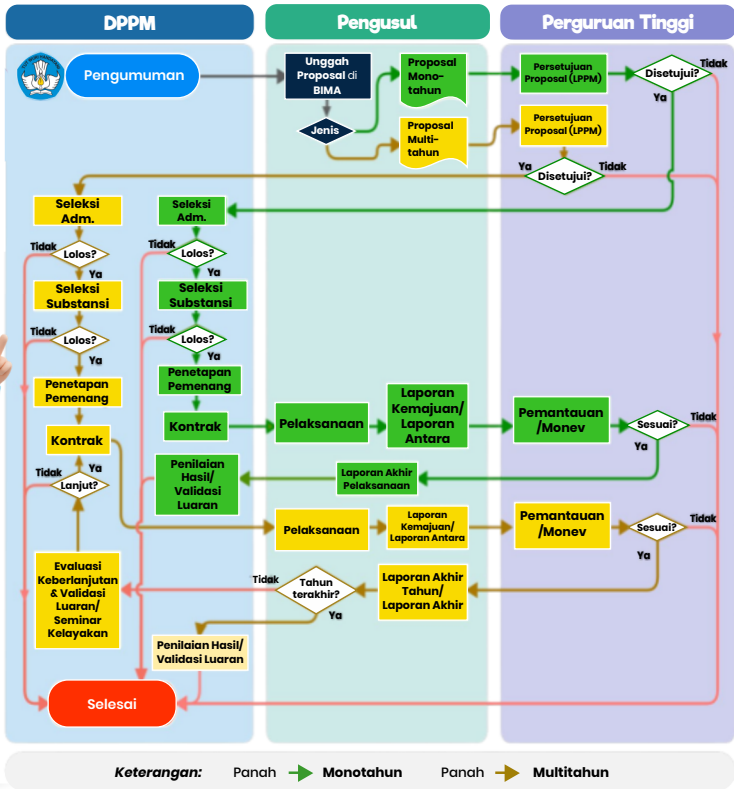 DPPM
Pengusul
Perguruan Tinggi
Pengumuman
Unggah
Proposal di
BIMA
Jenis
Proposal
Mono-
tahun
Proposal
Multi-
tahun
Persetujuan
Proposal (LPPM)
Disetujui?
Tidak
Ya
Persetujuan
Proposal (LPPM)
Ya
Disetujui?
Tidak
Seleksi
Adm.
Tidak
Lolos?
Ya
Seleksi
Substansi
Tidak
Lolos?
Ya
Penetapan
Pemenang
Kontrak
Ya
Tidak
Lanjut?
Evaluasi
Keberlanjutan
& Validasi
Luaran/
Seminar
Kelayakan
Seleksi
Adm.
Tidak
Lolos?
Ya
Seleksi
Substansi
Tidak
Lolos?
Ya
Penetapan
Pemenang
Kontrak
Pelaksanaan
Laporan
Kemajuan/
Laporan
Antara
Pemantauan
/Monev
Sesuai?
Tidak
Ya
Laporan Akhir
Pelaksanaan
Penilaian
Hasil/
Validasi
Luaran
Pelaksanaan
Laporan
Kemajuan/
Laporan Antara
Pemantauan
/Monev
Sesuai?
Tidak
Ya
Laporan Akhir
Tahun/
Laporan Akhir
Tahun
terakhir?
Tidak
Ya
Penilaian Hasil/
Validasi Luaran
Selesai
Keterangan: Panah Monotahun Panah Multitahun